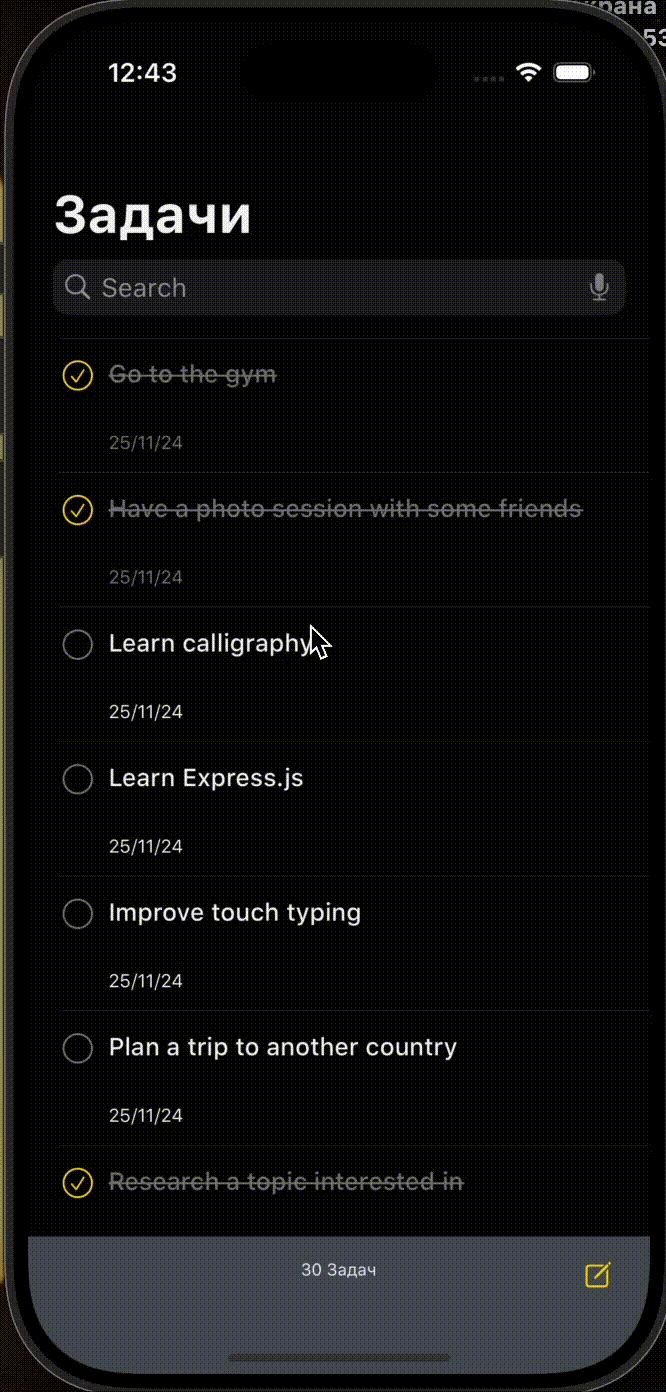 12:43
Задачи
Search
Go to the gym
25/11/24
Have a photo session with some friends
25/11/24
Learn calligraphy
25/11/24
Learn Express.js
25/11/24
Improve touch typing
25/11/24
Plan a trip to another country
25/11/24
Research a topic interested in
30 Задач